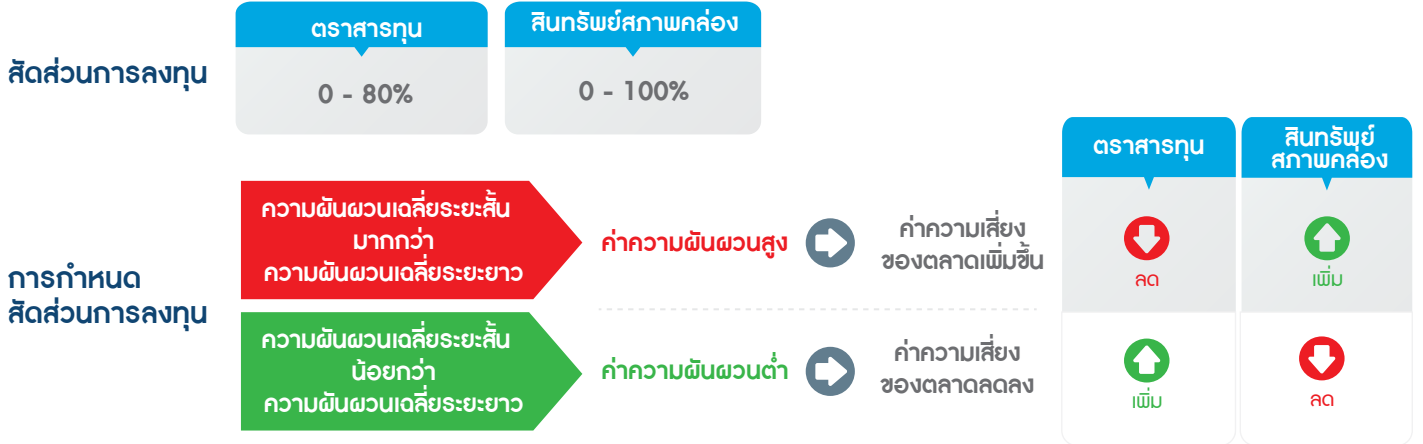 สัดส่วนการลงทุน
ตราสารทุน
0 - 80%
สินทรัพย์สภาพคล่อง
0 - 100%
การกำหนด
สัดส่วนการลงทุน
ความผันผวนเฉลี่ยระยะสั้น
มากกว่า
ความผันผวนเฉลี่ยระยะยาว
ค่าความผันผวนสูง
ค่าความเสี่ยง
ของตลาดเพิ่มขึ้น
ความผันผวนเฉลี่ยระยะสั้น
น้อยกว่า
ความผันผวนเฉลี่ยระยะยาว
ค่าความผันผวนต่ำ
ค่าความเสี่ยง
ของตลาดลดลง
ตราสารทุน
สินทรัพย์
สภาพคล่อง
ลด
เพิ่ม
เพิ่ม
ลด